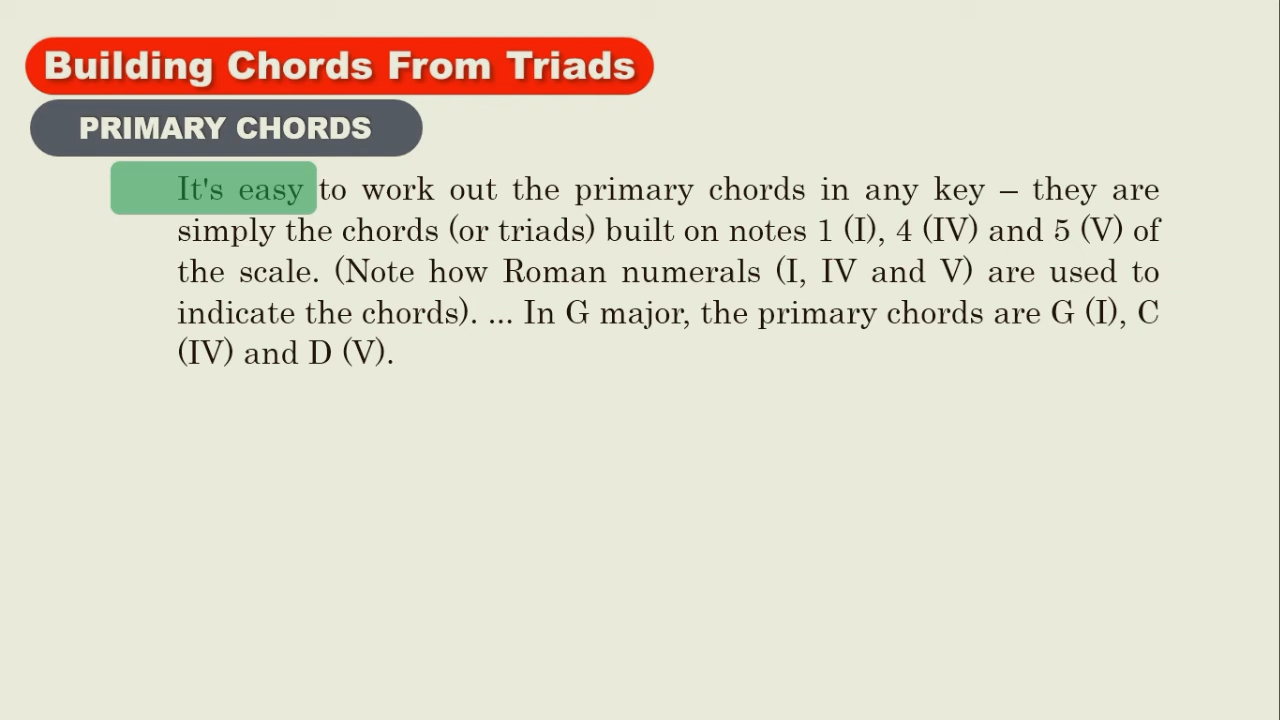 Building Chords From Triads
PRIMARY CHORDS
It's easy to work out the primary chords in any key – they are
simply the chords (or triads) built on notes 1 (I), 4 (IV) and 5 (V) of
the scale. (Note how Roman numerals (I, IV and V) are used to
indicate the chords). ... In G major, the primary chords are G (I), C
(IV) and D (V).